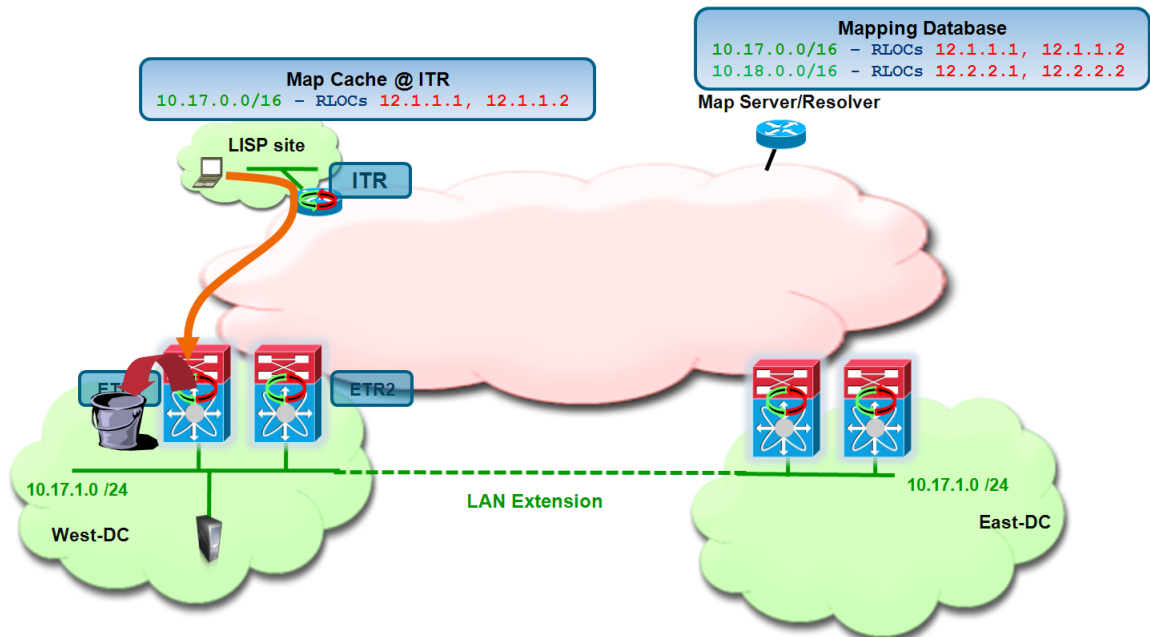 Mapping Database
10.17.0.0/16 – RLOCs 12.1.1.1, 12.1.1.2
10.18.0.0/16 – RLOCs 12.2.2.1, 12.2.2.2
Map Server/Resolver
Map Cache @ ITR
10.17.0.0/16 – RLOCs 12.1.1.1, 12.1.1.2
LISP site
ITR
ETR2
10.17.1.0 /24
LAN Extension
10.17.1.0 /24
West-DC
East-DC